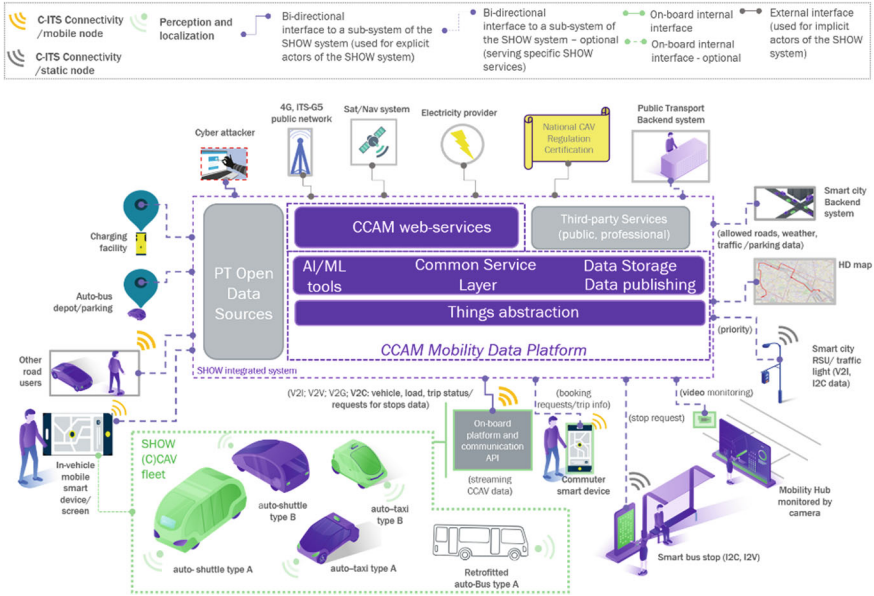 C-ITS Connectivity
/mobile node
C-ITS Connectivity
/static node
Perception and
localization
Bi-directional
interface to a sub-system of the
SHOW system (used for explicit
actors of the SHOW system)
Bi-directional
interface to a sub-system of
the SHOW system – optional
(serving specific SHOW
services)
On-board internal
interface
On-board internal
interface - optional
External interface
(used for implicit
actors of the SHOW
system)
Cyber attacker
4G, ITS-G5
public network
Sat/Nav system
Electricity provider
National CAV
Regulation
Certification
Public Transport
Backend system
Smart city
Backend
system
(allowed roads, weather,
traffic /parking data)
Charging
facility
Auto-bus
depot/parking
Other
road
users
PT Open
Data
Sources
CCAM web-services
Third-party Services
(public, professional)
AI/ML
tools
Common Service
Layer
Data Storage
Data publishing
Things abstraction
CCAM Mobility Data Platform
SHOW integrated system
HD map
(priority)
Smart city
RSU/ traffic
light (V2I,
I2C data)
(V2I; V2V; V2G; V2C: vehicle, load, trip status/
requests for stops data)
(booking
requests/trip info)
(video monitoring)
(stop request)
On-board
platform and
communication
API
(streaming
CCAV data)
Commuter
smart device
In-vehicle
mobile
smart
device/
screen
SHOW
(C)CAV
fleet
auto-shuttle
type B
auto–taxi
type B
auto- shuttle type A
auto–taxi type A
Retrofitted
auto-Bus type A
Smart bus stop (I2C, I2V)
Mobility Hub
monitored by
camera